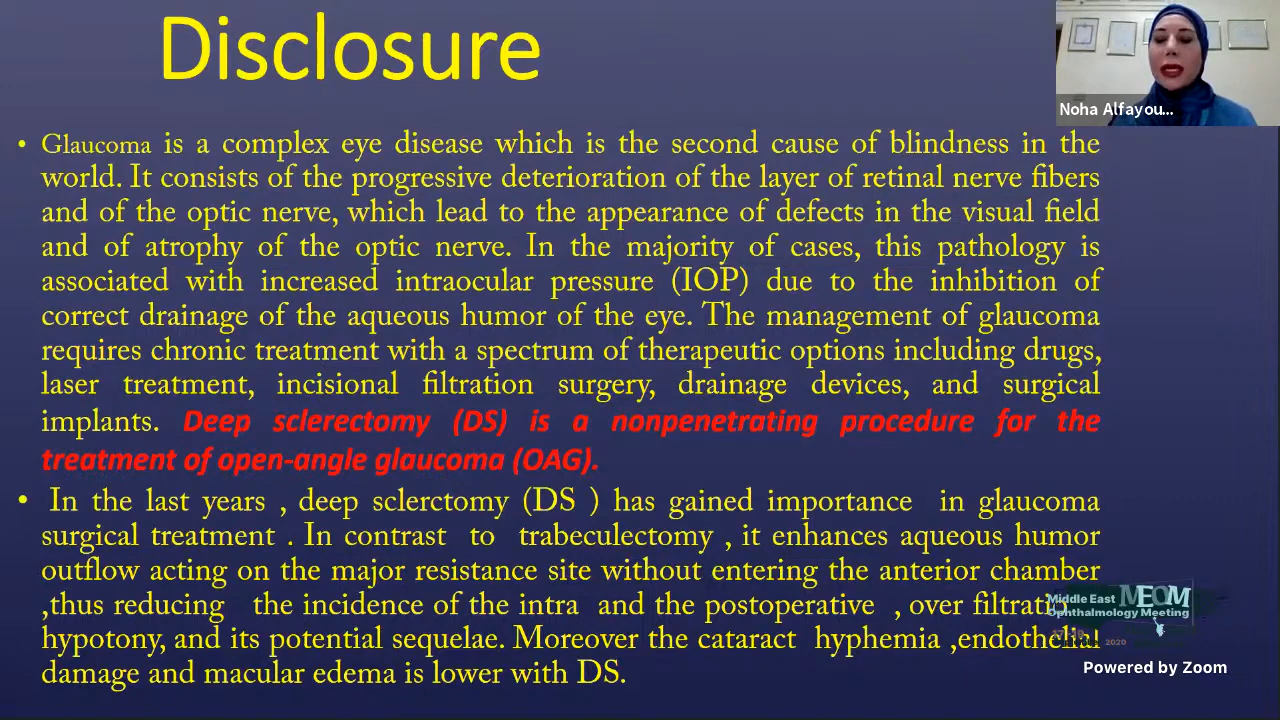 Disclosure
Noha Alfayou...
• Glaucoma is a complex eye disease which is the second cause of blindness in the
world. It consists of the progressive deterioration of the layer of retinal nerve fibers
and of the optic nerve, which lead to the appearance of defects in the visual field
and of atrophy of the optic nerve. In the majority of cases, this pathology is
associated with increased intraocular pressure (IOP) due to the inhibition of
correct drainage of the aqueous humor of the eye. The management of glaucoma
requires chronic treatment with a spectrum of therapeutic options including drugs,
laser treatment, incisional filtration surgery, drainage devices, and surgical
implants. Deep sclerectomy (DS) is a nonpenetrating procedure for the
treatment of open-angle glaucoma (OAG).
• In the last years , deep sclerctomy (DS ) has gained importance in glaucoma
surgical treatment . In contrast to trabeculectomy , it enhances aqueous humor
outflow acting on the major resistance site without entering the anterior chamber
,thus reducing the incidence of the intra and the postoperative , over filtratio
hypotony, and its potential sequelae. Moreover the cataract hyphemia ,endothelial
damage and macular edema is lower with DS.
Middle East MEOM
Ophthalmology Meeting
2020
Powered by Zoom